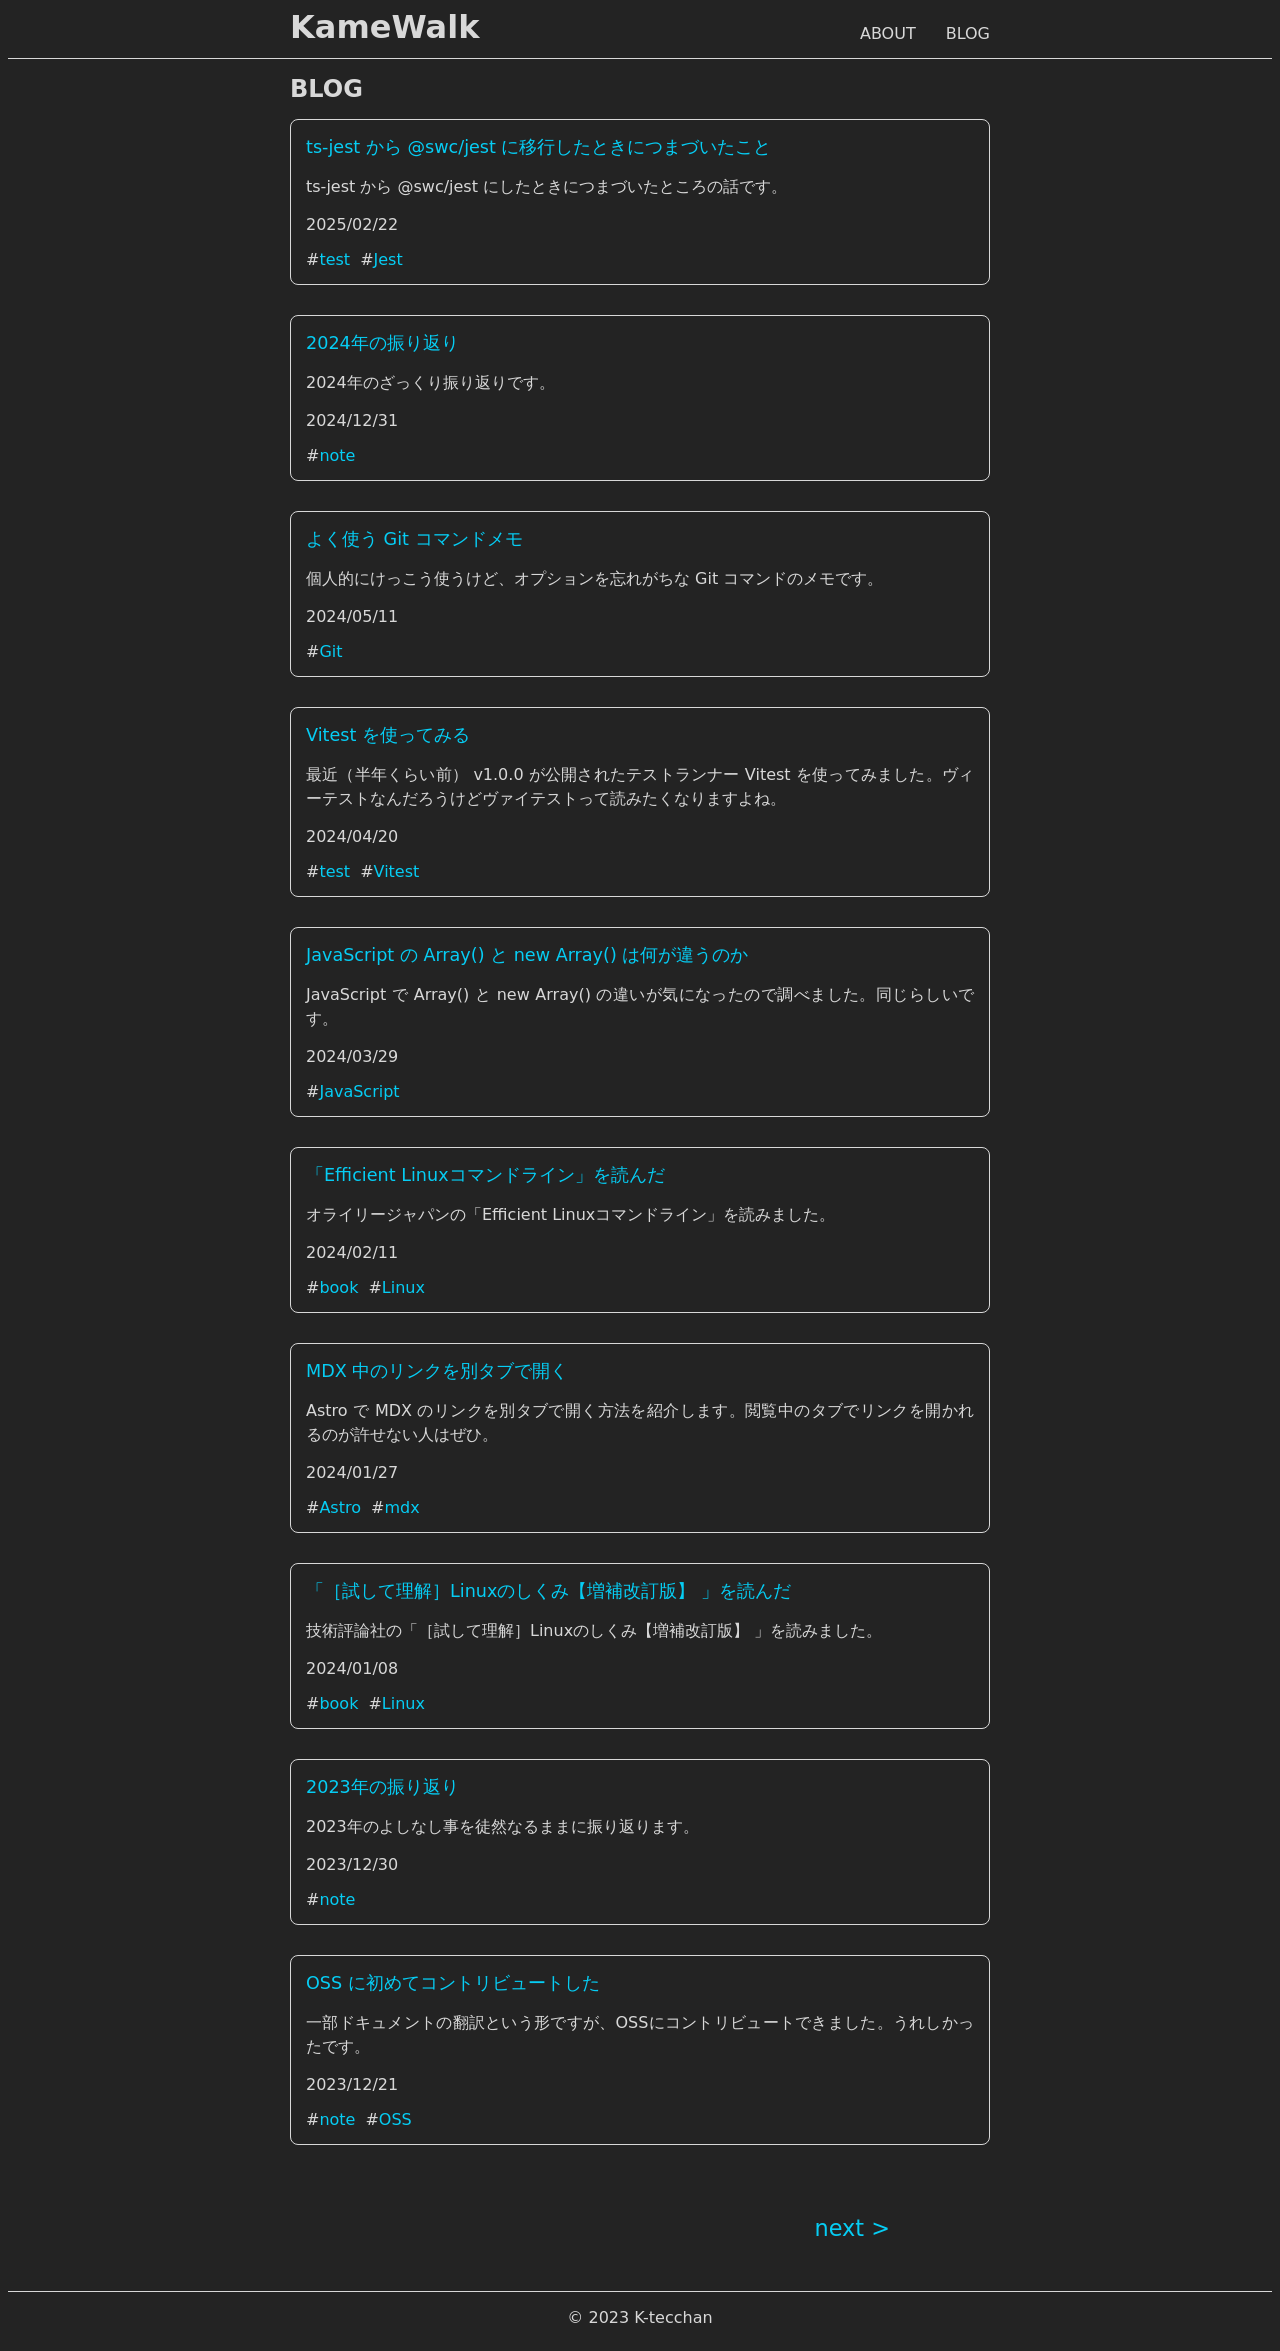 KameWalk
ABOUT BLOG
BLOG
ts-jest から @swc/jest に移行したときにつまづいたこと
ts-jest から @swc/jest にしたときにつまづいたところの話です。
2025/02/22
#test #Jest
2024年の振り返り
2024年のざっくり振り返りです。
2024/12/31
#note
よく使う Git コマンドメモ
個人的にけっこう使うけど、オプションを忘れがちな Git コマンドのメモです。
2024/05/11
#Git
Vitest を使ってみる
最近（半年くらい前） v1.0.0 が公開されたテストランナー Vitest を使ってみました。ヴィ
ーテストなんだろうけどヴァイテストって読みたくなりますよね。
2024/04/20
#test #Vitest
JavaScript の Array() と new Array() は何が違うのか
JavaScript で Array() と new Array() の違いが気になったので調べました。同じらしいで
す。
2024/03/29
#JavaScript
「Efficient Linuxコマンドライン」を読んだ
オライリージャパンの「Efficient Linuxコマンドライン」を読みました。
2024/02/11
#book #Linux
MDX 中のリンクを別タブで開く
Astro で MDX のリンクを別タブで開く方法を紹介します。閲覧中のタブでリンクを開かれ
るのが許せない人はぜひ。
2024/01/27
#Astro #mdx
「［試して理解］Linuxのしくみ【増補改訂版】 」を読んだ
技術評論社の「［試して理解］Linuxのしくみ【増補改訂版】 」を読みました。
2024/01/08
#book #Linux
2023年の振り返り
2023年のよしなし事を徒然なるままに振り返ります。
2023/12/30
#note
OSS に初めてコントリビュートした
一部ドキュメントの翻訳という形ですが、OSSにコントリビュートできました。うれしかっ
たです。
2023/12/21
#note #OSS
next >
© 2023 K-tecchan